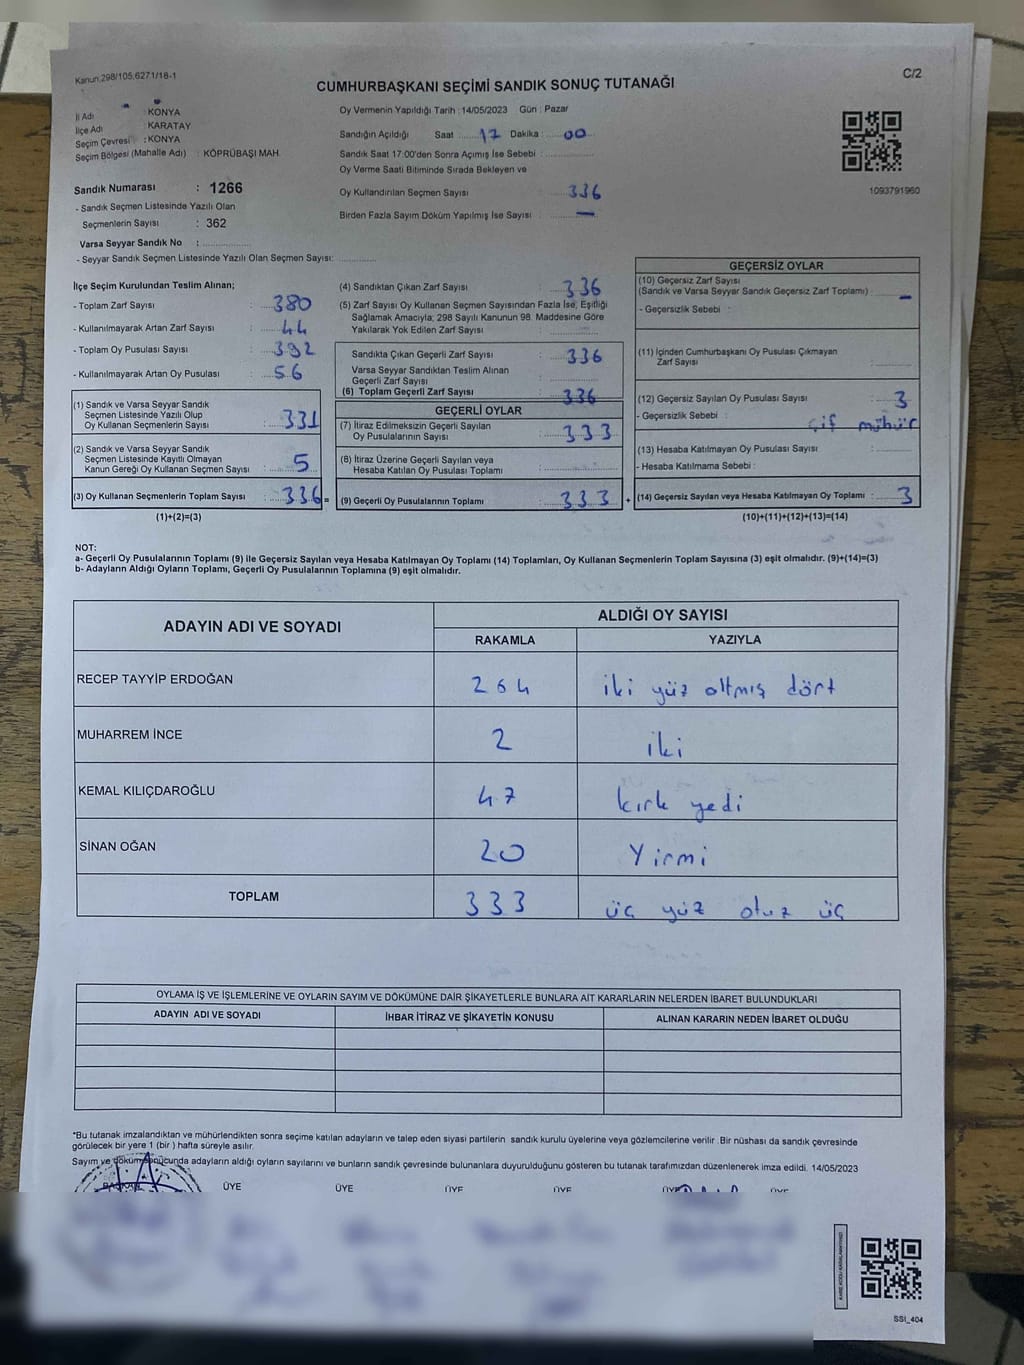 Kanun:298/105;6271/18-1
CUMHURBAŞKANI SEÇİMİ SANDIK SONUÇ TUTANAĞI
C/2
İl Adı : KONYA
İlçe Adı : KARATAY
Seçim Çevresi : KONYA
Seçim Bölgesi (Mahalle Adı) : KÖPRÜBAŞI MAH.
Sandık Numarası : 1266
- Sandık Seçmen Listesinde Yazılı Olan
Seçmenlerin Sayısı : 362
Varsa Seyyar Sandık No :
- Seyyar Sandık Seçmen Listesinde Yazılı Olan Seçmen Sayısı:
Oy Vermenin Yapıldığı Tarih : 14/05/2023 Gün : Pazar
Sandığın Açıldığı Saat : 17 Dakika : 00
Sandık Saat 17:00'den Sonra Açımış İse Sebebi :
Oy Verme Saati Bitiminde Sırada Bekleyen ve
Oy Kullandırılan Seçmen Sayısı : 336
Birden Fazla Sayım Döküm Yapılmış İse Sayısı : —
1093791960
İlçe Seçim Kurulundan Teslim Alınan;
- Toplam Zarf Sayısı : 380
- Kullanılmayarak Artan Zarf Sayısı : 44
- Toplam Oy Pusulası Sayısı : 392
- Kullanılmayarak Artan Oy Pusulası : 56
(1) Sandık ve Varsa Seyyar Sandık
Seçmen Listesinde Yazılı Olup
Oy Kullanan Seçmenlerin Sayısı : 331
(2) Sandık ve Varsa Seyyar Sandık
Seçmen Listesinde Kayıtlı Olmayan
Kanun Gereği Oy Kullanan Seçmen Sayısı : 5
(3) Oy Kullanan Seçmenlerin Toplam Sayısı : 336 =
(1)+(2)=(3)
(4) Sandıktan Çıkan Zarf Sayısı : 336
(5) Zarf Sayısı Oy Kullanan Seçmen Sayısından Fazla İse, Eşitliği
Sağlamak Amacıyla; 298 Sayılı Kanunun 98. Maddesine Göre
Yakılarak Yok Edilen Zarf Sayısı :
Sandıkta Çıkan Geçerli Zarf Sayısı : 336
Varsa Seyyar Sandıktan Teslim Alınan
Geçerli Zarf Sayısı :
(6) Toplam Geçerli Zarf Sayısı : 336
GEÇERLİ OYLAR
(7) İtiraz Edilmeksizin Geçerli Sayılan
Oy Pusulalarının Sayısı : 333
(8) İtiraz Üzerine Geçerli Sayılan veya
Hesaba Katılan Oy Pusulası Toplamı :
(9) Geçerli Oy Pusulalarının Toplamı : 333 +
GEÇERSİZ OYLAR
(10) Geçersiz Zarf Sayısı
(Sandık ve Varsa Seyyar Sandık Geçersiz Zarf Toplamı) : —
- Geçersizlik Sebebi :
(11) İçinden Cumhurbaşkanı Oy Pusulası Çıkmayan
Zarf Sayısı :
(12) Geçersiz Sayılan Oy Pusulası Sayısı : 3
- Geçersizlik Sebebi : çif mühür
(13) Hesaba Katılmayan Oy Pusulası Sayısı :
- Hesaba Katılmama Sebebi :
(14) Geçersiz Sayılan veya Hesaba Katılmayan Oy Toplamı : 3
(10)+(11)+(12)+(13)=(14)
NOT:
a- Geçerli Oy Pusulalarının Toplamı (9) ile Geçersiz Sayılan veya Hesaba Katılmayan Oy Toplamı (14) Toplamları, Oy Kullanan Seçmenlerin Toplam Sayısına (3) eşit olmalıdır. (9)+(14)=(3)
b- Adayların Aldığı Oyların Toplamı, Geçerli Oy Pusulalarının Toplamına (9) eşit olmalıdır.
ADAYIN ADI VE SOYADI
ALDIĞI OY SAYISI
RAKAMLA YAZIYLA
RECEP TAYYİP ERDOĞAN 264 iki yüz altmış dört
MUHARREM İNCE 2 iki
KEMAL KILIÇDAROĞLU 47 kırk yedi
SİNAN OĞAN 20 Yirmi
TOPLAM 333 üç yüz otuz üç
OYLAMA İŞ VE İŞLEMLERİNE VE OYLARIN SAYIM VE DÖKÜMÜNE DAİR ŞİKAYETLERLE BUNLARA AİT KARARLARIN NELERDEN İBARET BULUNDUKLARI
ADAYIN ADI VE SOYADI İHBAR İTİRAZ VE ŞİKAYETİN KONUSU ALINAN KARARIN NEDEN İBARET OLDUĞU
*Bu tutanak imzalandıktan ve mühürlendikten sonra seçime katılan adayların ve talep eden siyasi partilerin sandık kurulu üyelerine veya gözlemcilerine verilir. Bir nüshası da sandık çevresinde
görülecek bir yere 1 (bir) hafta süreyle asılır.
Sayım ve döküm sonucunda adayların aldığı oyların sayılarını ve bunların sandık çevresinde bulunanlara duyurulduğunu gösteren bu tutanak tarafımızdan düzenlenerek imza edildi. 14/05/2023
BAŞKAN ÜYE ÜYE ÜYE ÜYE ÜYE ÜYE
SSI_404